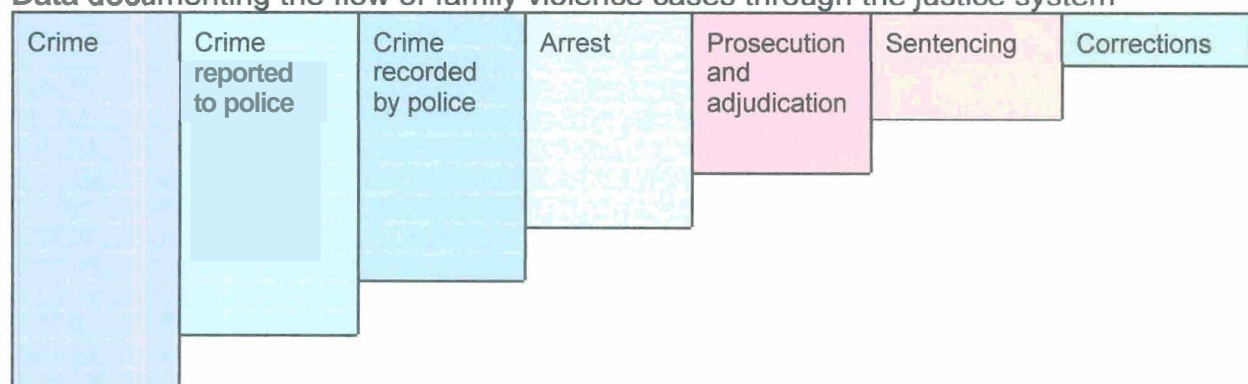 Data documenting the flow of family violence cases through the justice system
Crime
Crime
reported
to police
Crime
recorded
by police
Arrest
Prosecution
and
adjudication
Sentencing
Corrections